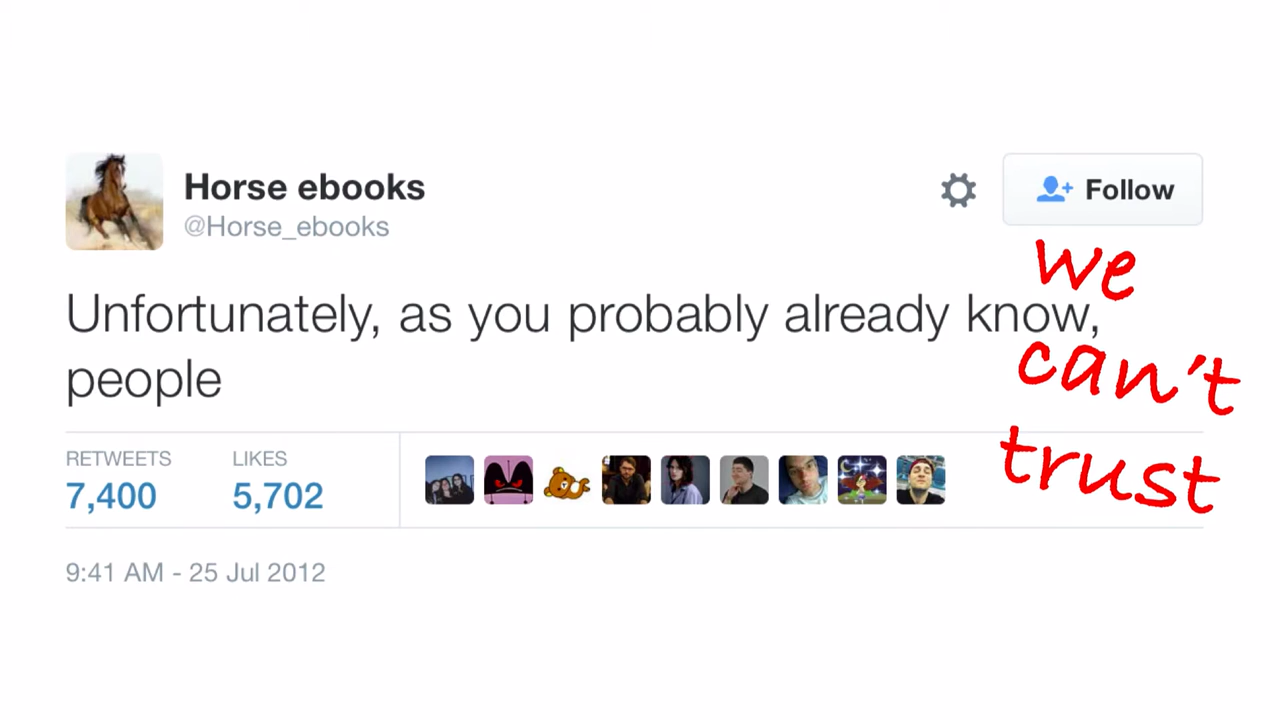 Horse ebooks
@Horse_ebooks
Follow
we
Unfortunately, as you probably already know,
can't
people
trust
RETWEETS
LIKES
7,400
5,702
9:41 AM - 25 Jul 2012